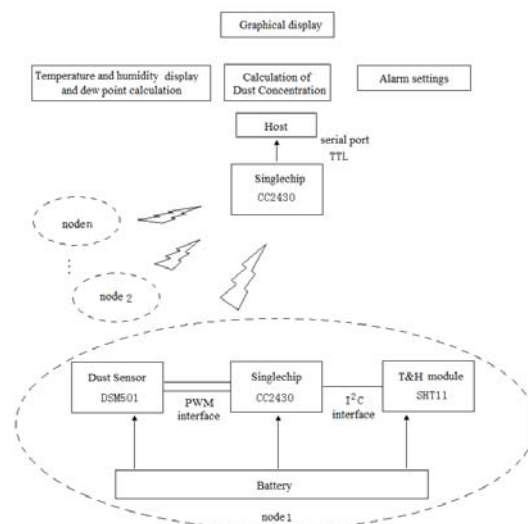 Graphical display
Temperature and humidity display
and dew point calculation
Calculation of
Dust Concentration
Alarm settings
Host
serial port
TTL
Singlechip
CC2430
node n
node 2
Dust Sensor
DSM501
PWM
interface
Singlechip
CC2430
I²C
interface
T&H module
SHT11
Battery
node 1